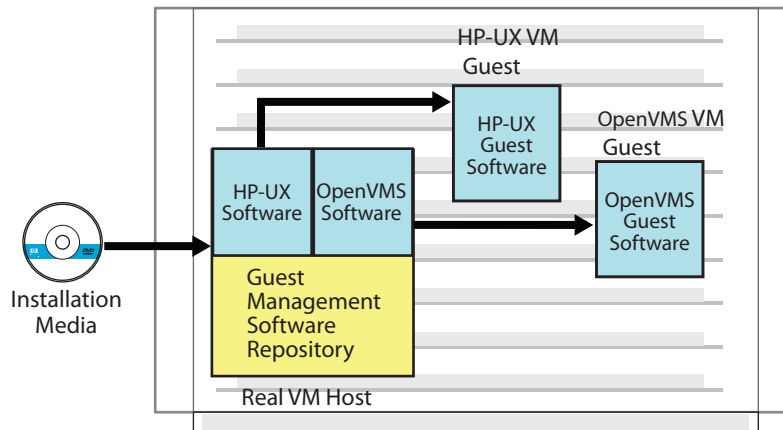 HP-UX VM
Guest
HP-UX
Guest
Software
OpenVMS VM
Guest
OpenVMS
Guest
Software
HP-UX
Software
OpenVMS
Software
Guest
Management
Software
Repository
Installation
Media
Real VM Host